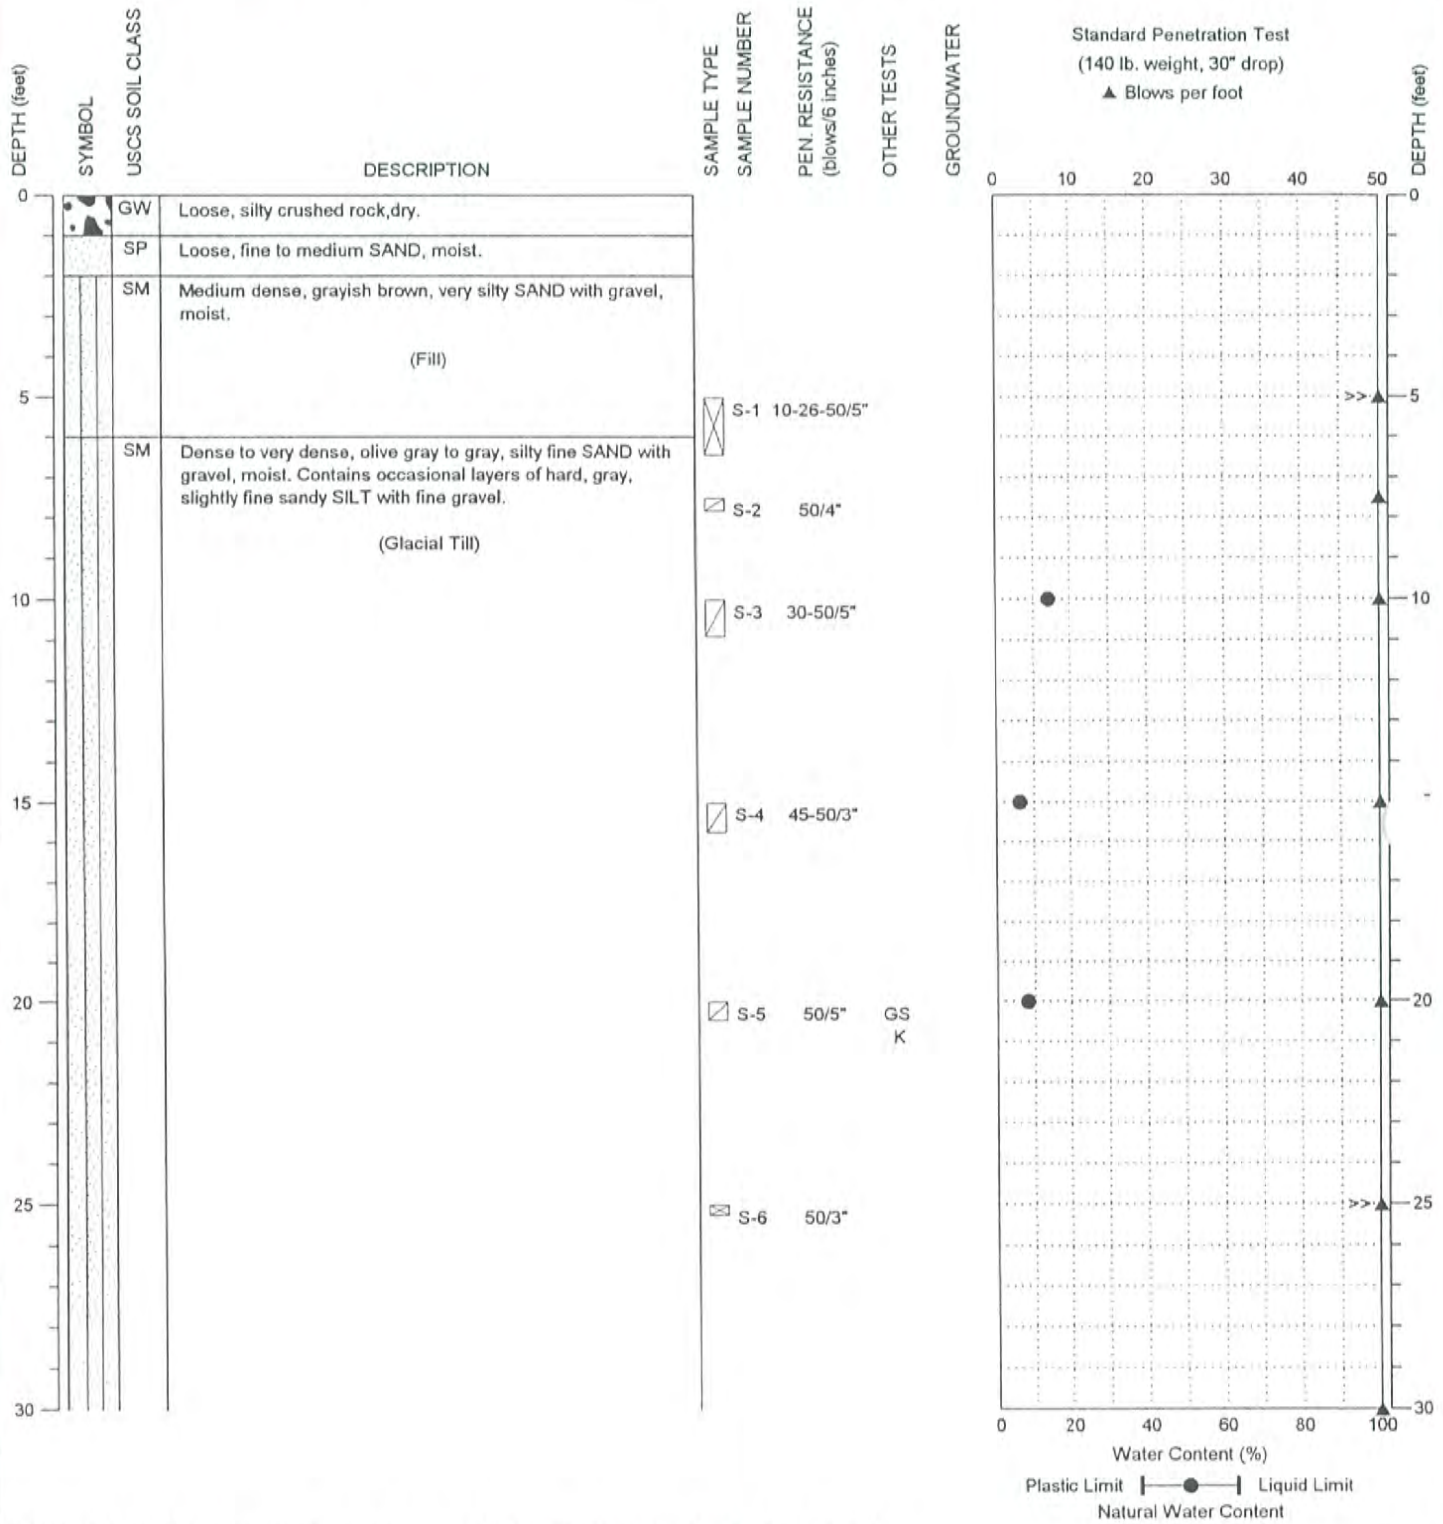 DEPTH (feet)
SYMBOL
USCS SOIL CLASS
DESCRIPTION
SAMPLE TYPE
SAMPLE NUMBER
PEN. RESISTANCE
(blows/6 inches)
OTHER TESTS
GROUNDWATER
Standard Penetration Test
(140 lb. weight, 30" drop)
▲ Blows per foot
DEPTH (feet)
0 10 20 30 40 50
0 0
GW Loose, silty crushed rock,dry.
SP Loose, fine to medium SAND, moist.
SM Medium dense, grayish brown, very silty SAND with gravel,
moist.
(Fill)
5 S-1 10-26-50/5" >> 5
SM Dense to very dense, olive gray to gray, silty fine SAND with
gravel, moist. Contains occasional layers of hard, gray,
slightly fine sandy SILT with fine gravel.
S-2 50/4"
(Glacial Till)
10 S-3 30-50/5" 10
15 S-4 45-50/3"
20 S-5 50/5" GS 20
K
25 S-6 50/3" >> 25
30 30
0 20 40 60 80 100
Water Content (%)
Plastic Limit Liquid Limit
Natural Water Content